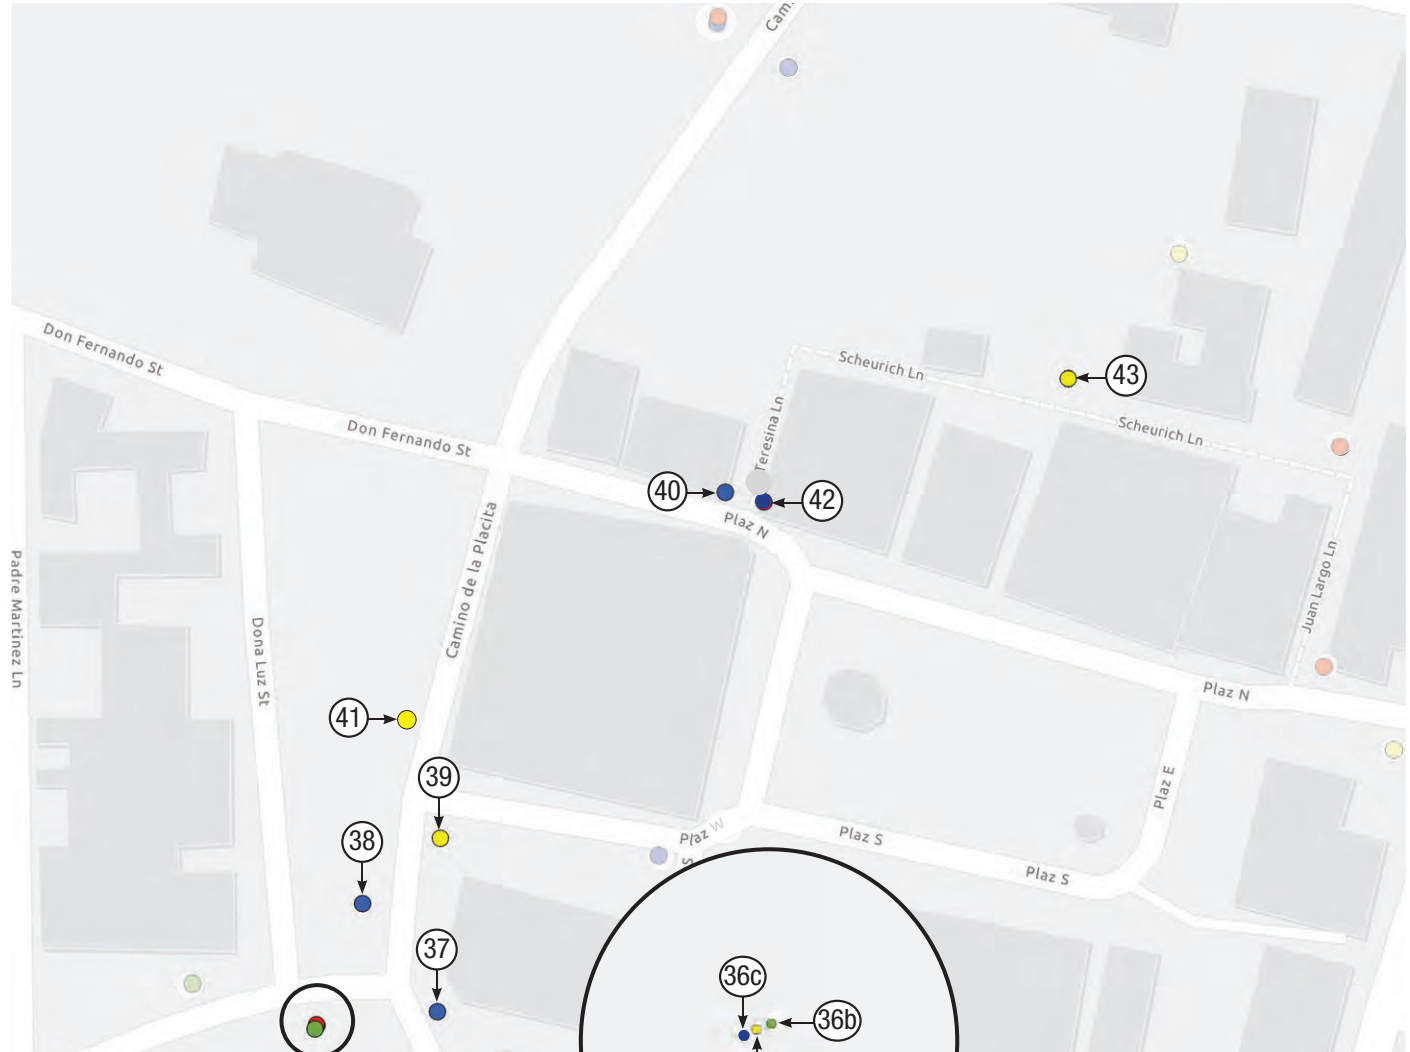 Cam.
Don Fernando St
Don Fernando St
Scheurich Ln
Scheurich Ln
43
Teresina Ln
40
42
Plaz N
Camino de la Placita
Padre Martinez Ln
Dona Luz St
Juan Largo Ln
Plaz N
41
39
Plaz E
Plaz W
S
Plaz S
Plaz S
38
37
36c
36b